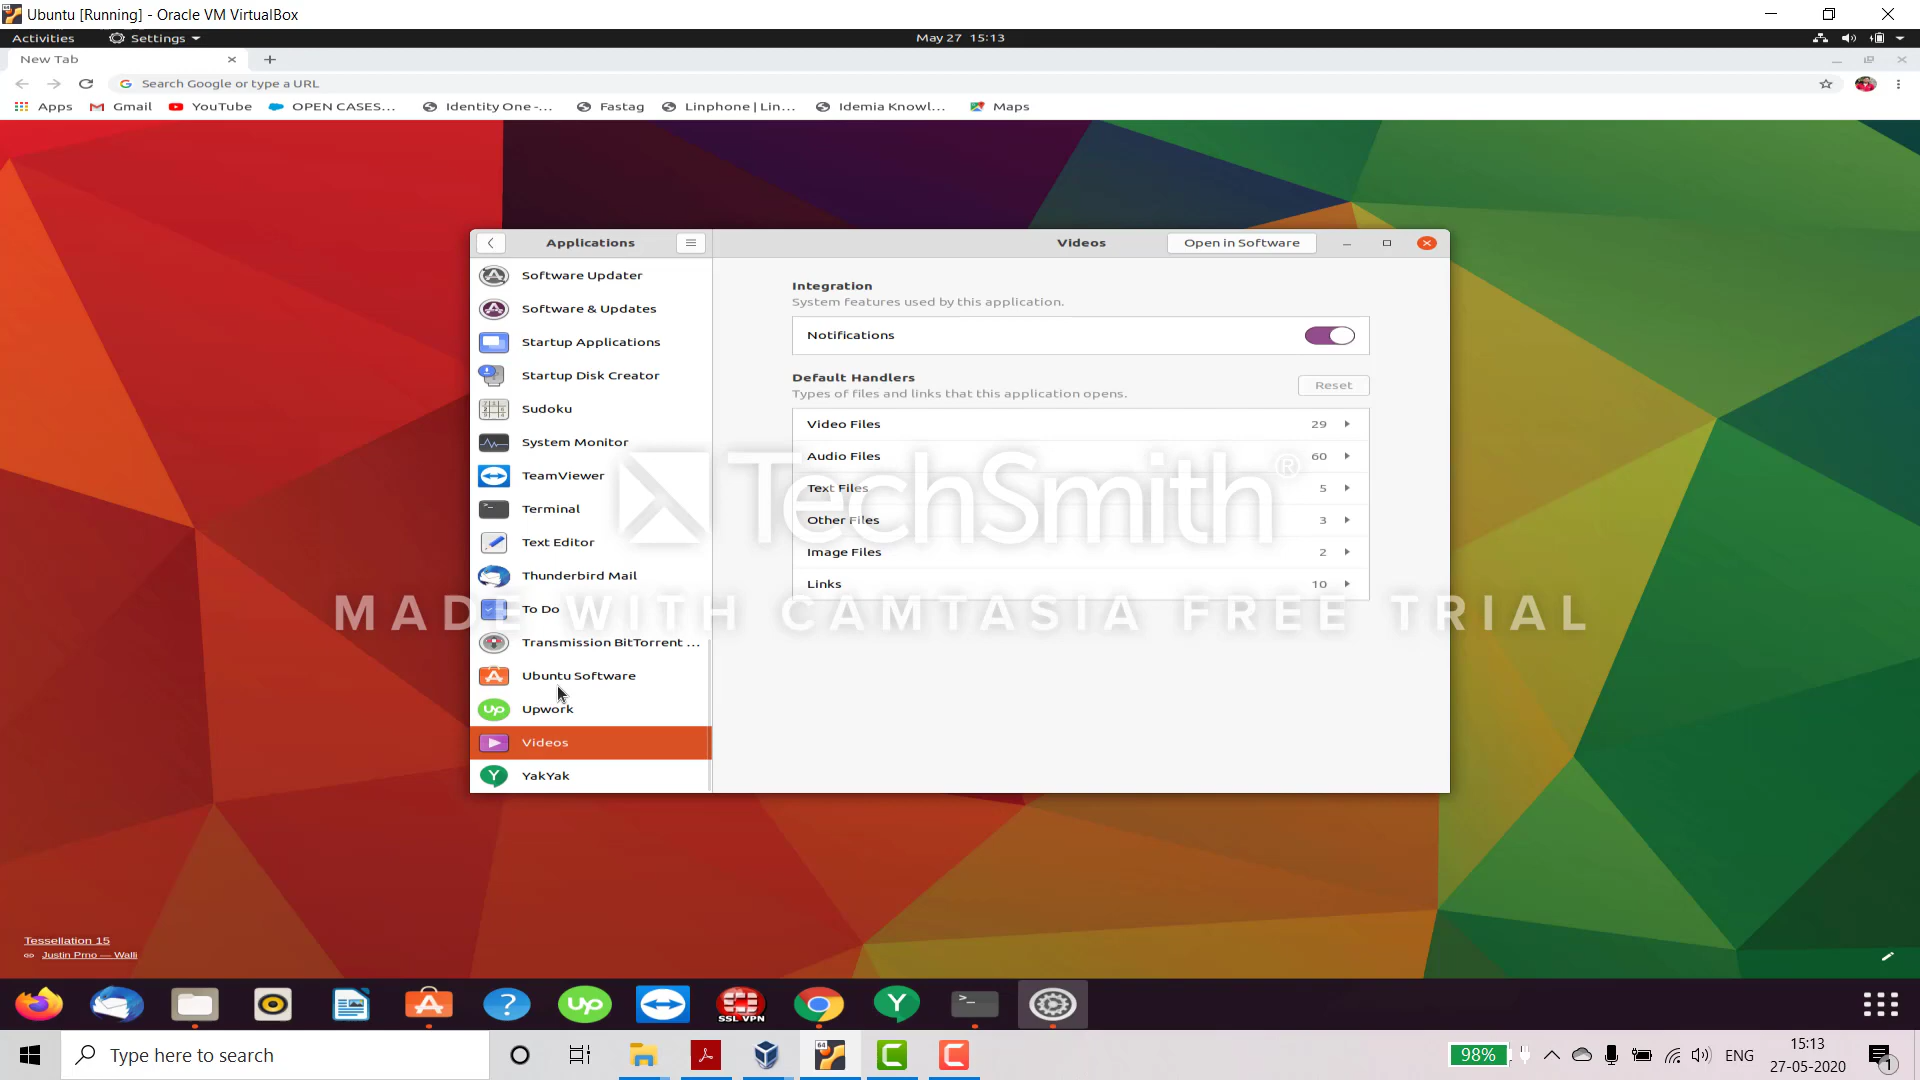 Ubuntu [Running] - Oracle VM VirtualBox
Activities Settings May 27 15:13
New Tab
Search Google or type a URL
Apps Gmail YouTube OPEN CASES... Identity One -... Fastag Linphone | Lin... Idemia Knowl... Maps
Applications Videos Open in Software
Software Updater
Software & Updates
Startup Applications
Startup Disk Creator
Sudoku
System Monitor
TeamViewer
Terminal
Text Editor
Thunderbird Mail
To Do
Transmission BitTorrent ...
Ubuntu Software
Upwork
Videos
YakYak
Integration
System features used by this application.
Notifications
Default Handlers
Types of files and links that this application opens.
Reset
Video Files 29
Audio Files 60
Text Files 5
Other Files 3
Image Files 2
Links 10
TechSmith®
MADE WITH CAMTASIA FREE TRIAL
Tessellation 15
Justin Prno — Walli
SSL VPN
Type here to search
98% ENG 15:13
27-05-2020
1